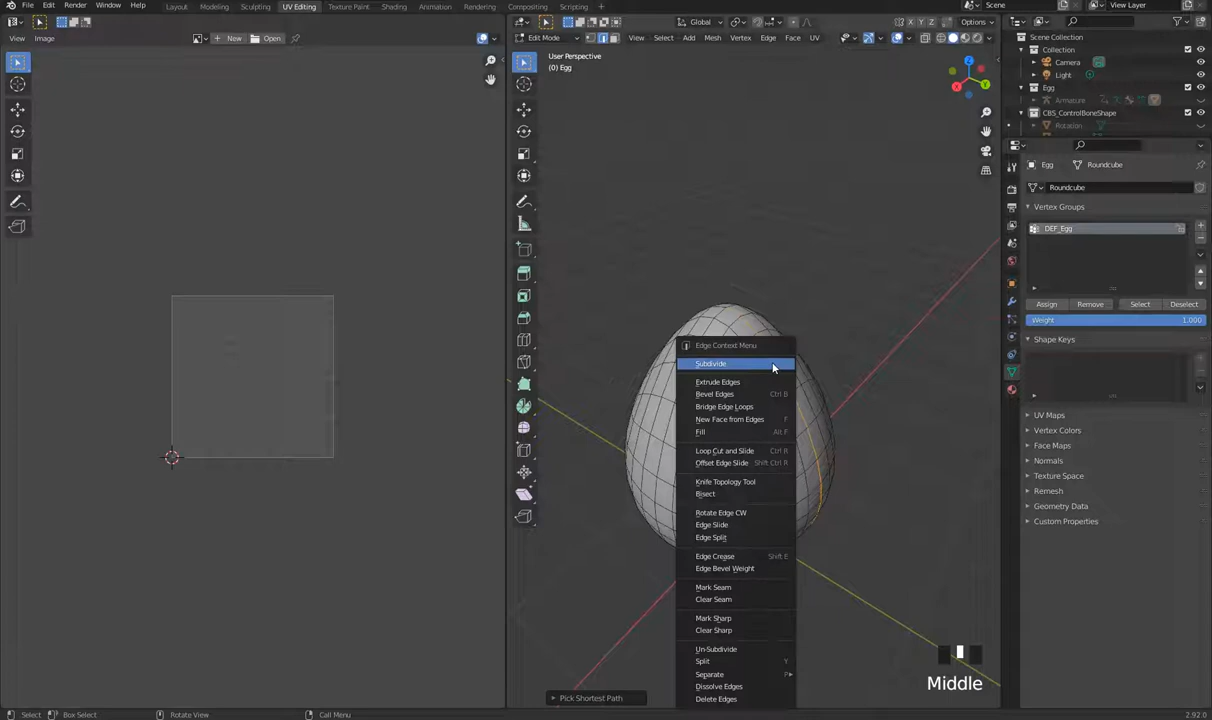 File Edit Render Window Help Layout Modeling Sculpting UV Editing Texture Paint Shading Animation Rendering Compositing Scripting Scene View Layer
New Open Global Options
View Image Edit Mode View Select Add Mesh Vertex Edge Face UV
User Perspective
(0) Egg
Scene Collection
Collection
Camera
Light
Egg
Armature
CBS_ControlBoneShape
Rotation
Egg Roundcube
Roundcube
Vertex Groups
DEF_Egg
Assign Remove Select Deselect
Weight 1.000
Shape Keys
UV Maps
Vertex Colors
Face Maps
Normals
Texture Space
Remesh
Geometry Data
Custom Properties
Edge Context Menu
Subdivide
Extrude Edges
Bevel Edges Ctrl B
Bridge Edge Loops
New Face from Edges F
Fill Alt F
Loop Cut and Slide Ctrl R
Offset Edge Slide Shift Ctrl R
Knife Topology Tool
Bisect
Rotate Edge CW
Edge Slide
Edge Split
Edge Crease Shift E
Edge Bevel Weight
Mark Seam
Clear Seam
Mark Sharp
Clear Sharp
Un-Subdivide
Split Y
Separate P
Dissolve Edges
Delete Edges
Middle
Pick Shortest Path
Select Box Select Rotate View Call Menu 2.92.0